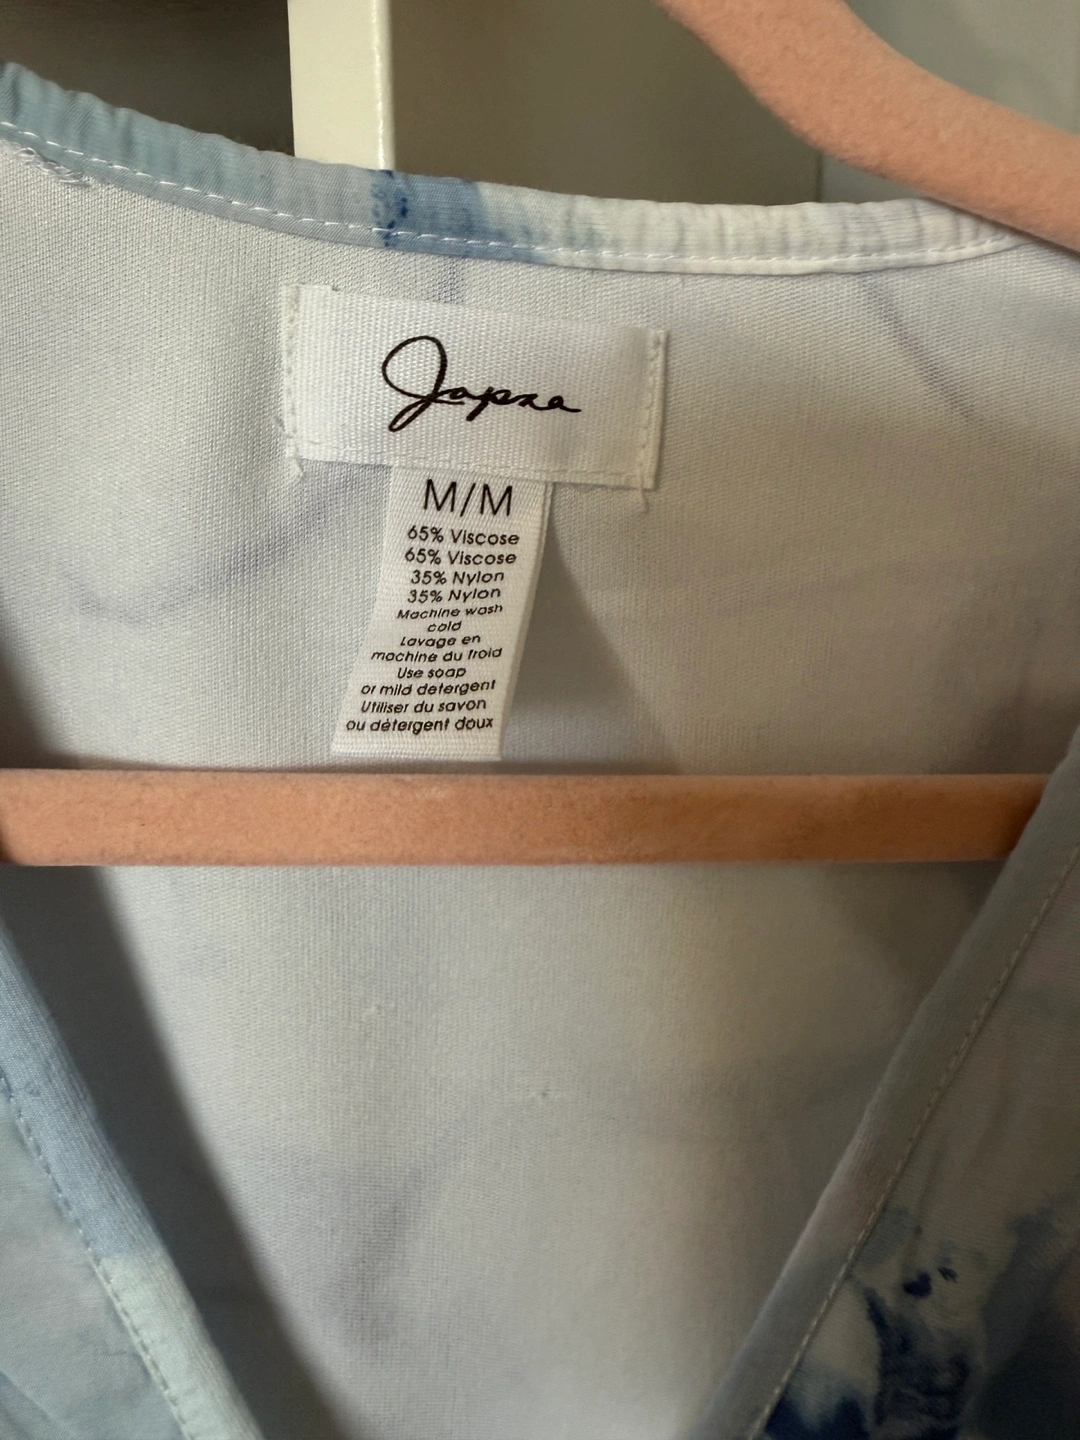 Japna
M/M
65% Viscose
65% Viscose
35% Nylon
35% Nylon
Machine wash
cold
Lavage en
machine du froid
Use soap
or mild detergent
Utiliser du savon
ou détergent doux